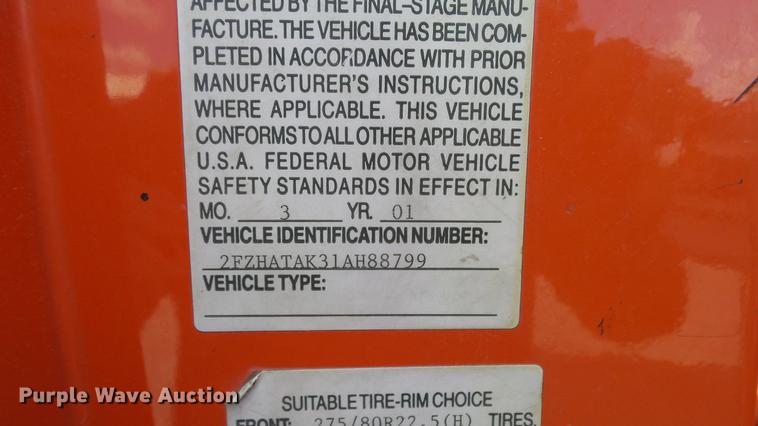 AFFECTED BY THE FINAL-STAGE MANU-
FACTURE. THE VEHICLE HAS BEEN COM-
PLETED IN ACCORDANCE WITH PRIOR
MANUFACTURER'S INSTRUCTIONS,
WHERE APPLICABLE. THIS VEHICLE
CONFORMS TO ALL OTHER APPLICABLE
U.S.A. FEDERAL MOTOR VEHICLE
SAFETY STANDARDS IN EFFECT IN:
MO. 3 YR. 01
VEHICLE IDENTIFICATION NUMBER:
2FZHATAK31AH88799
VEHICLE TYPE:
SUITABLE TIRE-RIM CHOICE
FRONT: 275/80R22.5(H) TIRES,
Purple Wave Auction